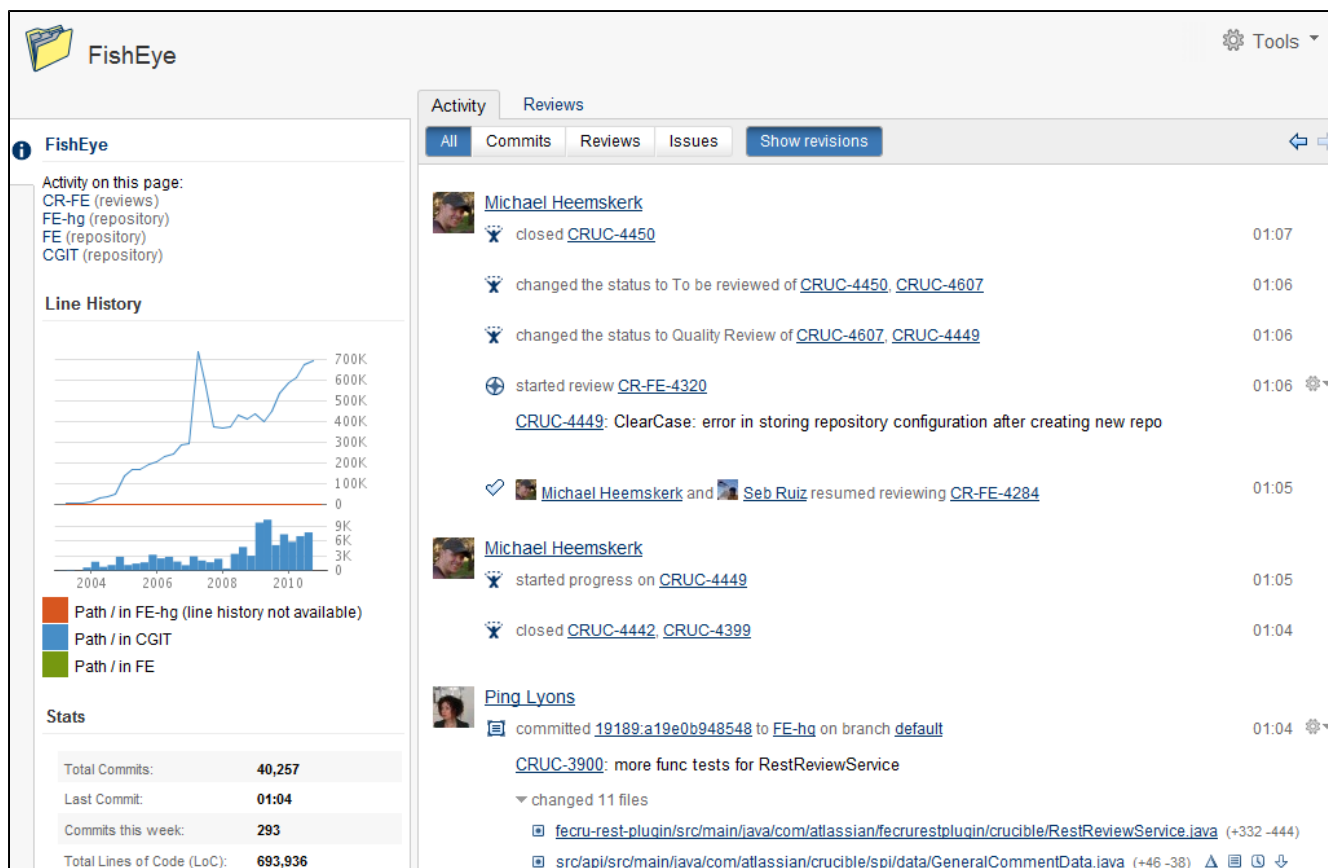 FishEye
Tools
Activity Reviews
All Commits Reviews Issues Show revisions
FishEye
Activity on this page:
CR-FE (reviews)
FE-hg (repository)
FE (repository)
CGIT (repository)
Line History
700K
600K
500K
400K
300K
200K
100K
0
9K
6K
3K
0
2004 2006 2008 2010
Path / in FE-hg (line history not available)
Path / in CGIT
Path / in FE
Stats
Total Commits: 40,257
Last Commit: 01:04
Commits this week: 293
Total Lines of Code (LoC): 693,936
Michael Heemskerk
closed CRUC-4450 01:07
changed the status to To be reviewed of CRUC-4450, CRUC-4607 01:06
changed the status to Quality Review of CRUC-4607, CRUC-4449 01:06
started review CR-FE-4320 01:06
CRUC-4449: ClearCase: error in storing repository configuration after creating new repo
Michael Heemskerk and Seb Ruiz resumed reviewing CR-FE-4284 01:05
Michael Heemskerk
started progress on CRUC-4449 01:05
closed CRUC-4442, CRUC-4399 01:04
Ping Lyons
committed 19189:a19e0b948548 to FE-hg on branch default 01:04
CRUC-3900: more func tests for RestReviewService
changed 11 files
fecru-rest-plugin/src/main/java/com/atlassian/fecrurestplugin/crucible/RestReviewService.java (+332 -444)
src/api/src/main/java/com/atlassian/crucible/spi/data/GeneralCommentData.java (+46 -38)